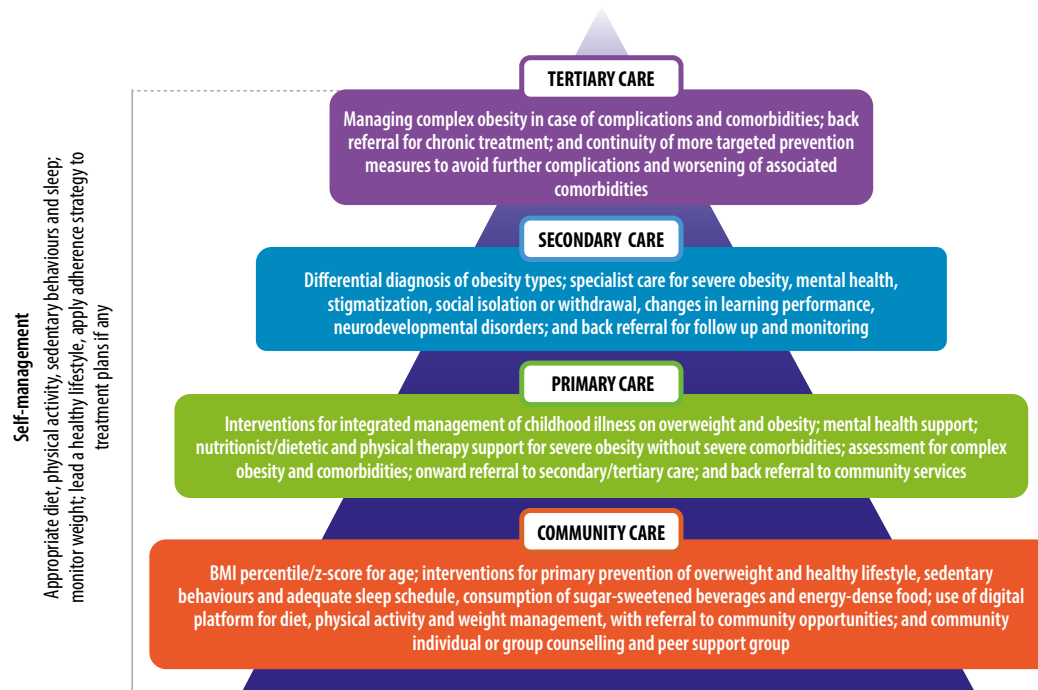 TERTIARY CARE
Managing complex obesity in case of complications and comorbidities; back
referral for chronic treatment; and continuity of more targeted prevention
measures to avoid further complications and worsening of associated
comorbidities
SECONDARY CARE
Differential diagnosis of obesity types; specialist care for severe obesity, mental health,
stigmatization, social isolation or withdrawal, changes in learning performance,
neurodevelopmental disorders; and back referral for follow up and monitoring
PRIMARY CARE
Interventions for integrated management of childhood illness on overweight and obesity; mental health support;
nutritionist/dietetic and physical therapy support for severe obesity without severe comorbidities; assessment for complex
obesity and comorbidities; onward referral to secondary/tertiary care; and back referral to community services
COMMUNITY CARE
BMI percentile/z-score for age; interventions for primary prevention of overweight and healthy lifestyle, sedentary
behaviours and adequate sleep schedule, consumption of sugar-sweetened beverages and energy-dense food; use of digital
platform for diet, physical activity and weight management, with referral to community opportunities; and community
individual or group counselling and peer support group
Self-management
Appropriate diet, physical activity, sedentary behaviours and sleep;
monitor weight; lead a healthy lifestyle, apply adherence strategy to
treatment plans if any